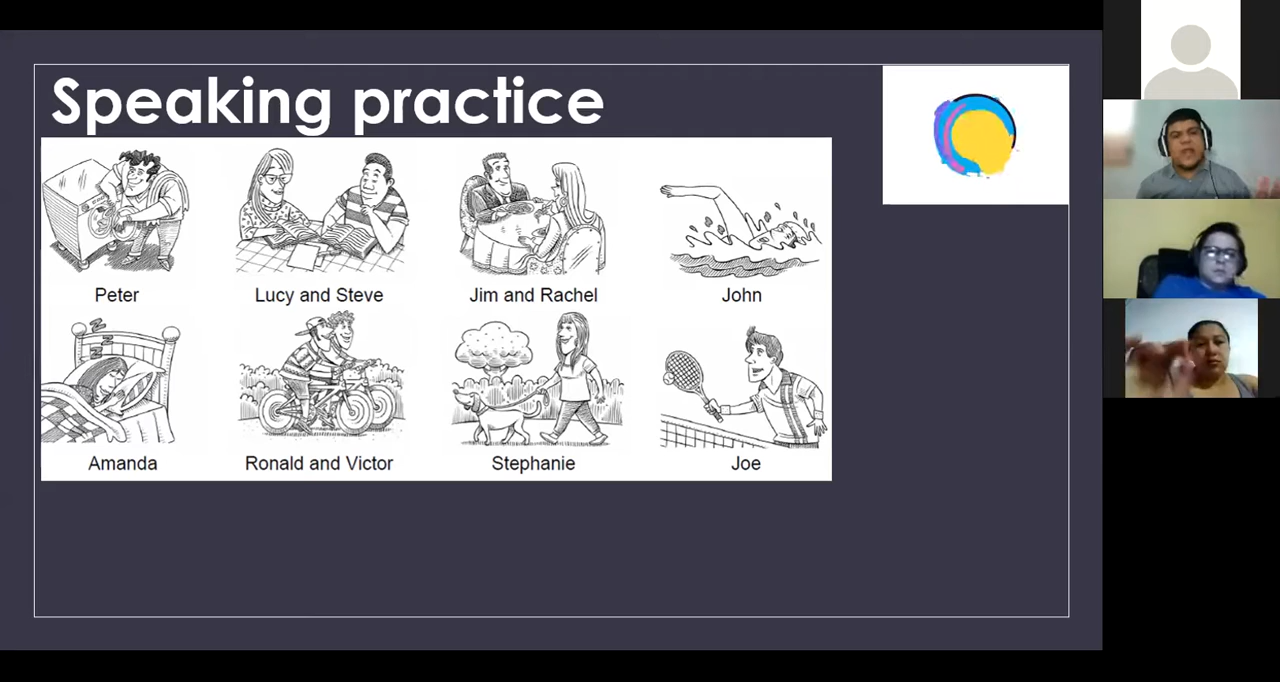 Speaking practice
Peter
Lucy and Steve
Jim and Rachel
John
z z z z
Amanda
Ronald and Victor
Stephanie
Joe